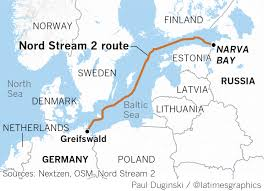 NORWAY
FINLAND
Nord Stream 2 route
NARVA
BAY
SWEDEN
ESTONIA
RUSSIA
North
Sea
LATVIA
DENMARK
Baltic
Sea
LITHUANIA
NETHERLANDS
Greifswald
GERMANY
POLAND
BELARUS
Sources: Nextzen, OSM, Nord Stream 2
Paul Duginski / @latimesgraphics